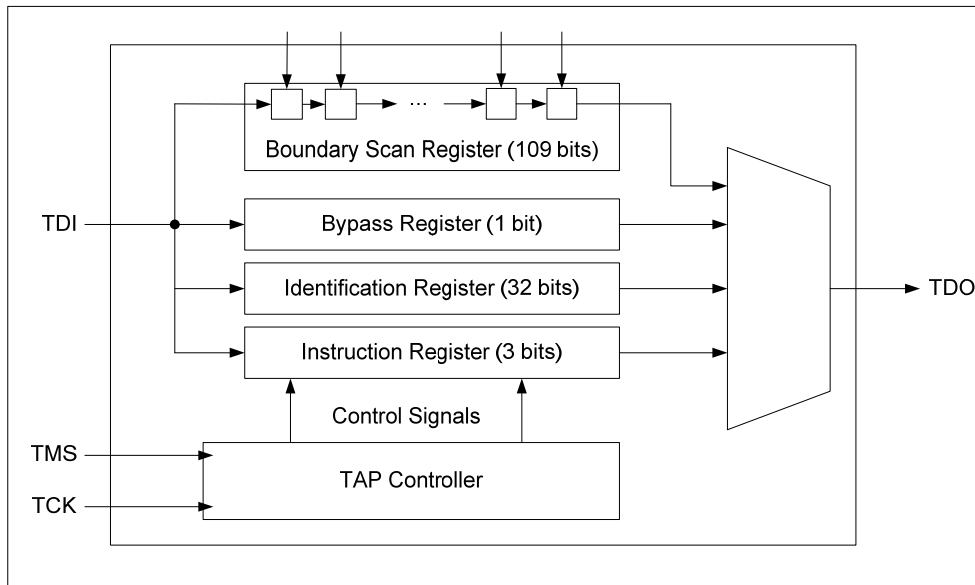 ...
Boundary Scan Register (109 bits)
TDI
Bypass Register (1 bit)
Identification Register (32 bits)
TDO
Instruction Register (3 bits)
Control Signals
TMS
TAP Controller
TCK